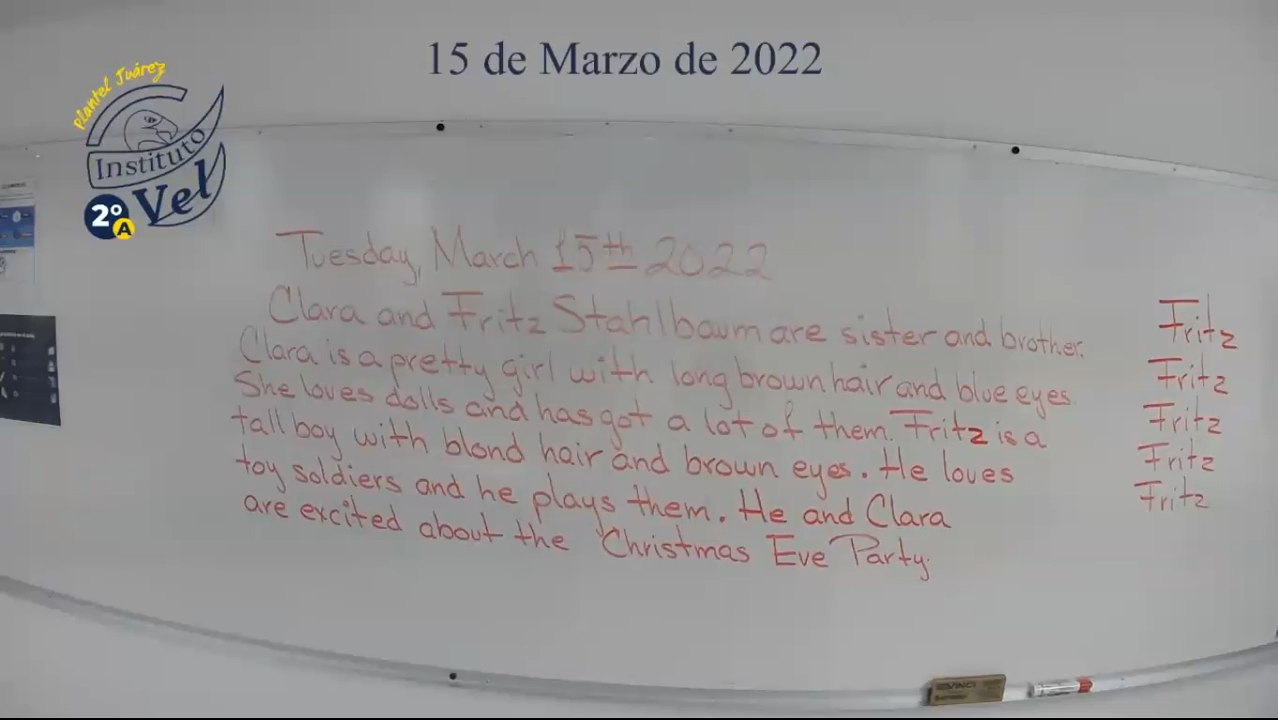 15 de Marzo de 2022
Plantel Juárez
Instituto
Vel
2° A
Tuesday, March 15th 2022
Clara and Fritz Stahlbaum are sister and brother.
Clara is a pretty girl with long brown hair and blue eyes.
She loves dolls and has got a lot of them. Fritz is a
tall boy with blond hair and brown eyes. He loves
toy soldiers and he plays them. He and Clara
are excited about the Christmas Eve Party.
Fritz
Fritz
Fritz
Fritz
Fritz